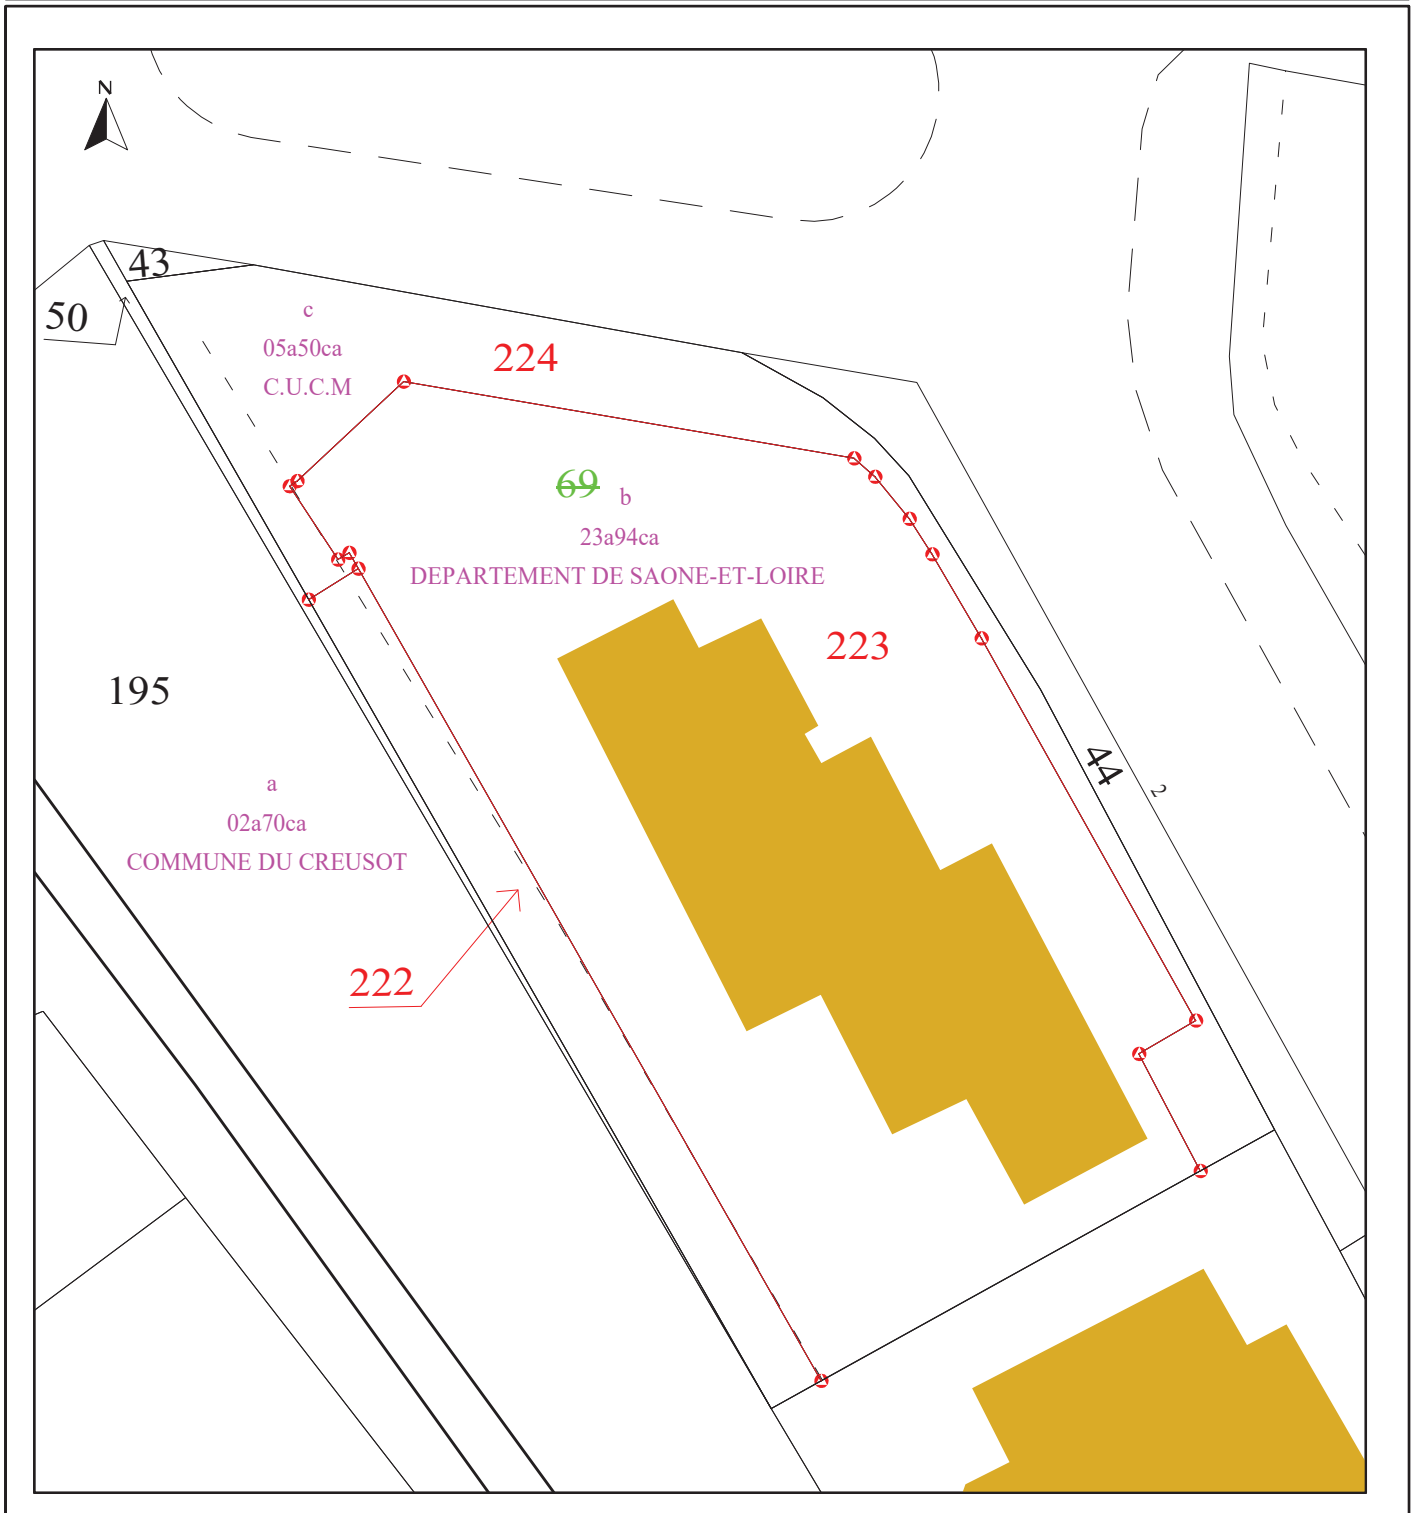 N
43
50
c
05a50ca
C.U.C.M
224
69
b
23a94ca
DEPARTEMENT DE SAONE-ET-LOIRE
223
195
44
2
a
02a70ca
COMMUNE DU CREUSOT
222